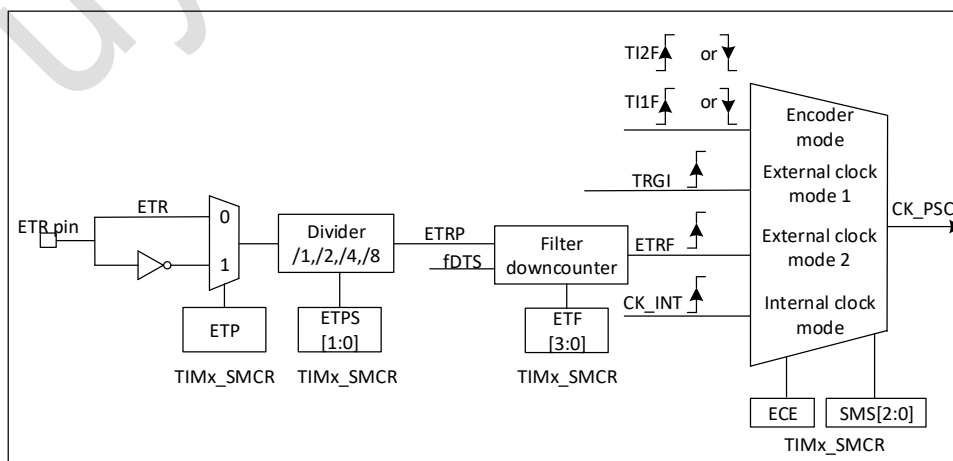 TI2F or
TI1F or
Encoder
mode
TRGI
External clock
mode 1
CK_PSC
ETR pin
ETR
0
1
Divider
/1,/2,/4,/8
ETRP
fDTS
Filter
downcounter
ETRF
External clock
mode 2
CK_INT
Internal clock
mode
ETP
ETPS
[1:0]
ETF
[3:0]
TIMx_SMCR
TIMx_SMCR
TIMx_SMCR
ECE
SMS[2:0]
TIMx_SMCR